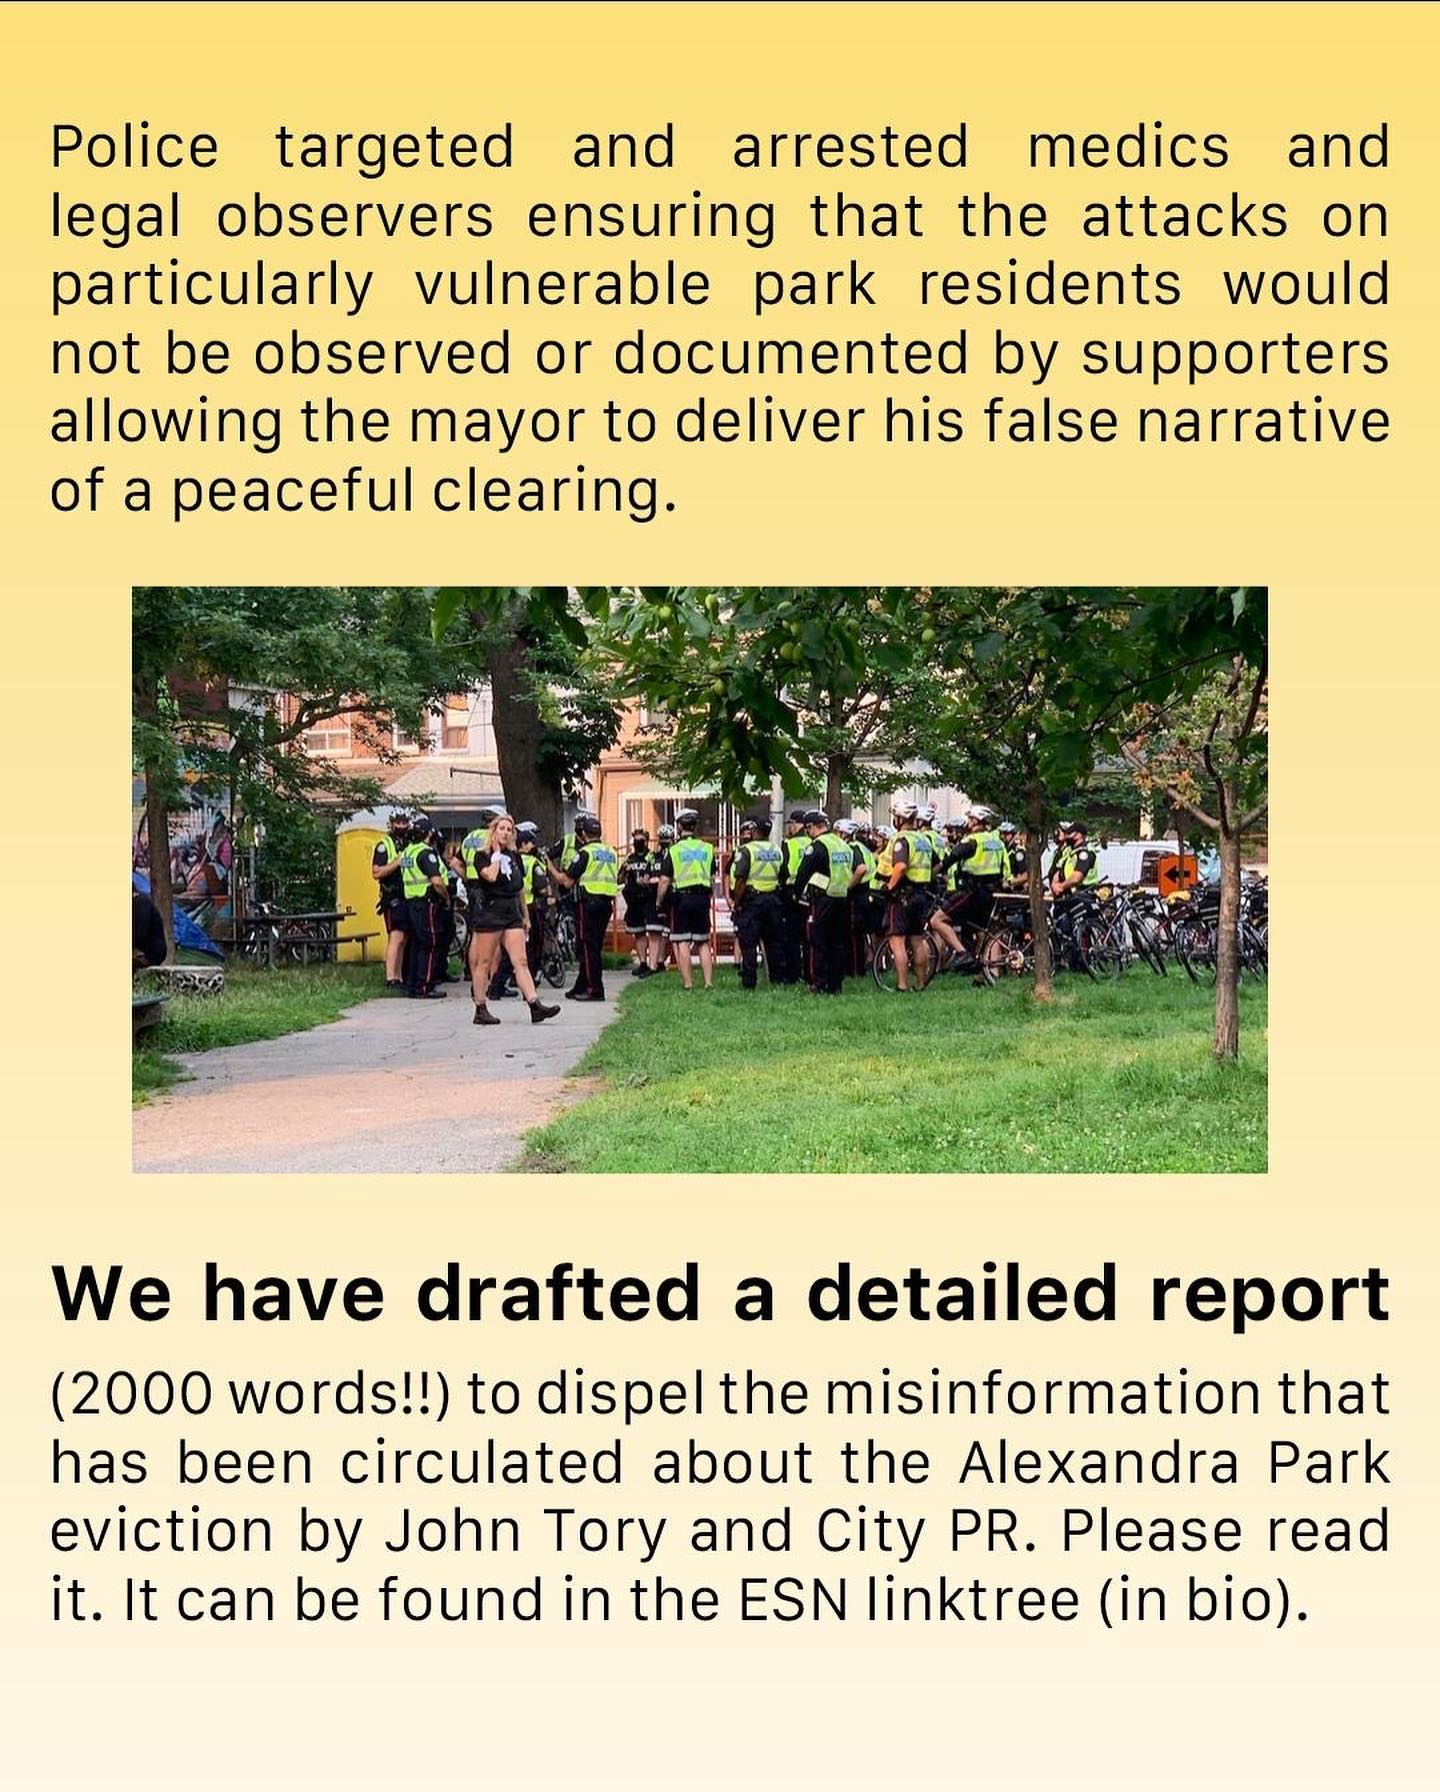 Police targeted and arrested medics and
legal observers ensuring that the attacks on
particularly vulnerable park residents would
not be observed or documented by supporters
allowing the mayor to deliver his false narrative
of a peaceful clearing.
POLICE
We have drafted a detailed report
(2000 words!!) to dispel the misinformation that
has been circulated about the Alexandra Park
eviction by John Tory and City PR. Please read
it. It can be found in the ESN linktree (in bio).